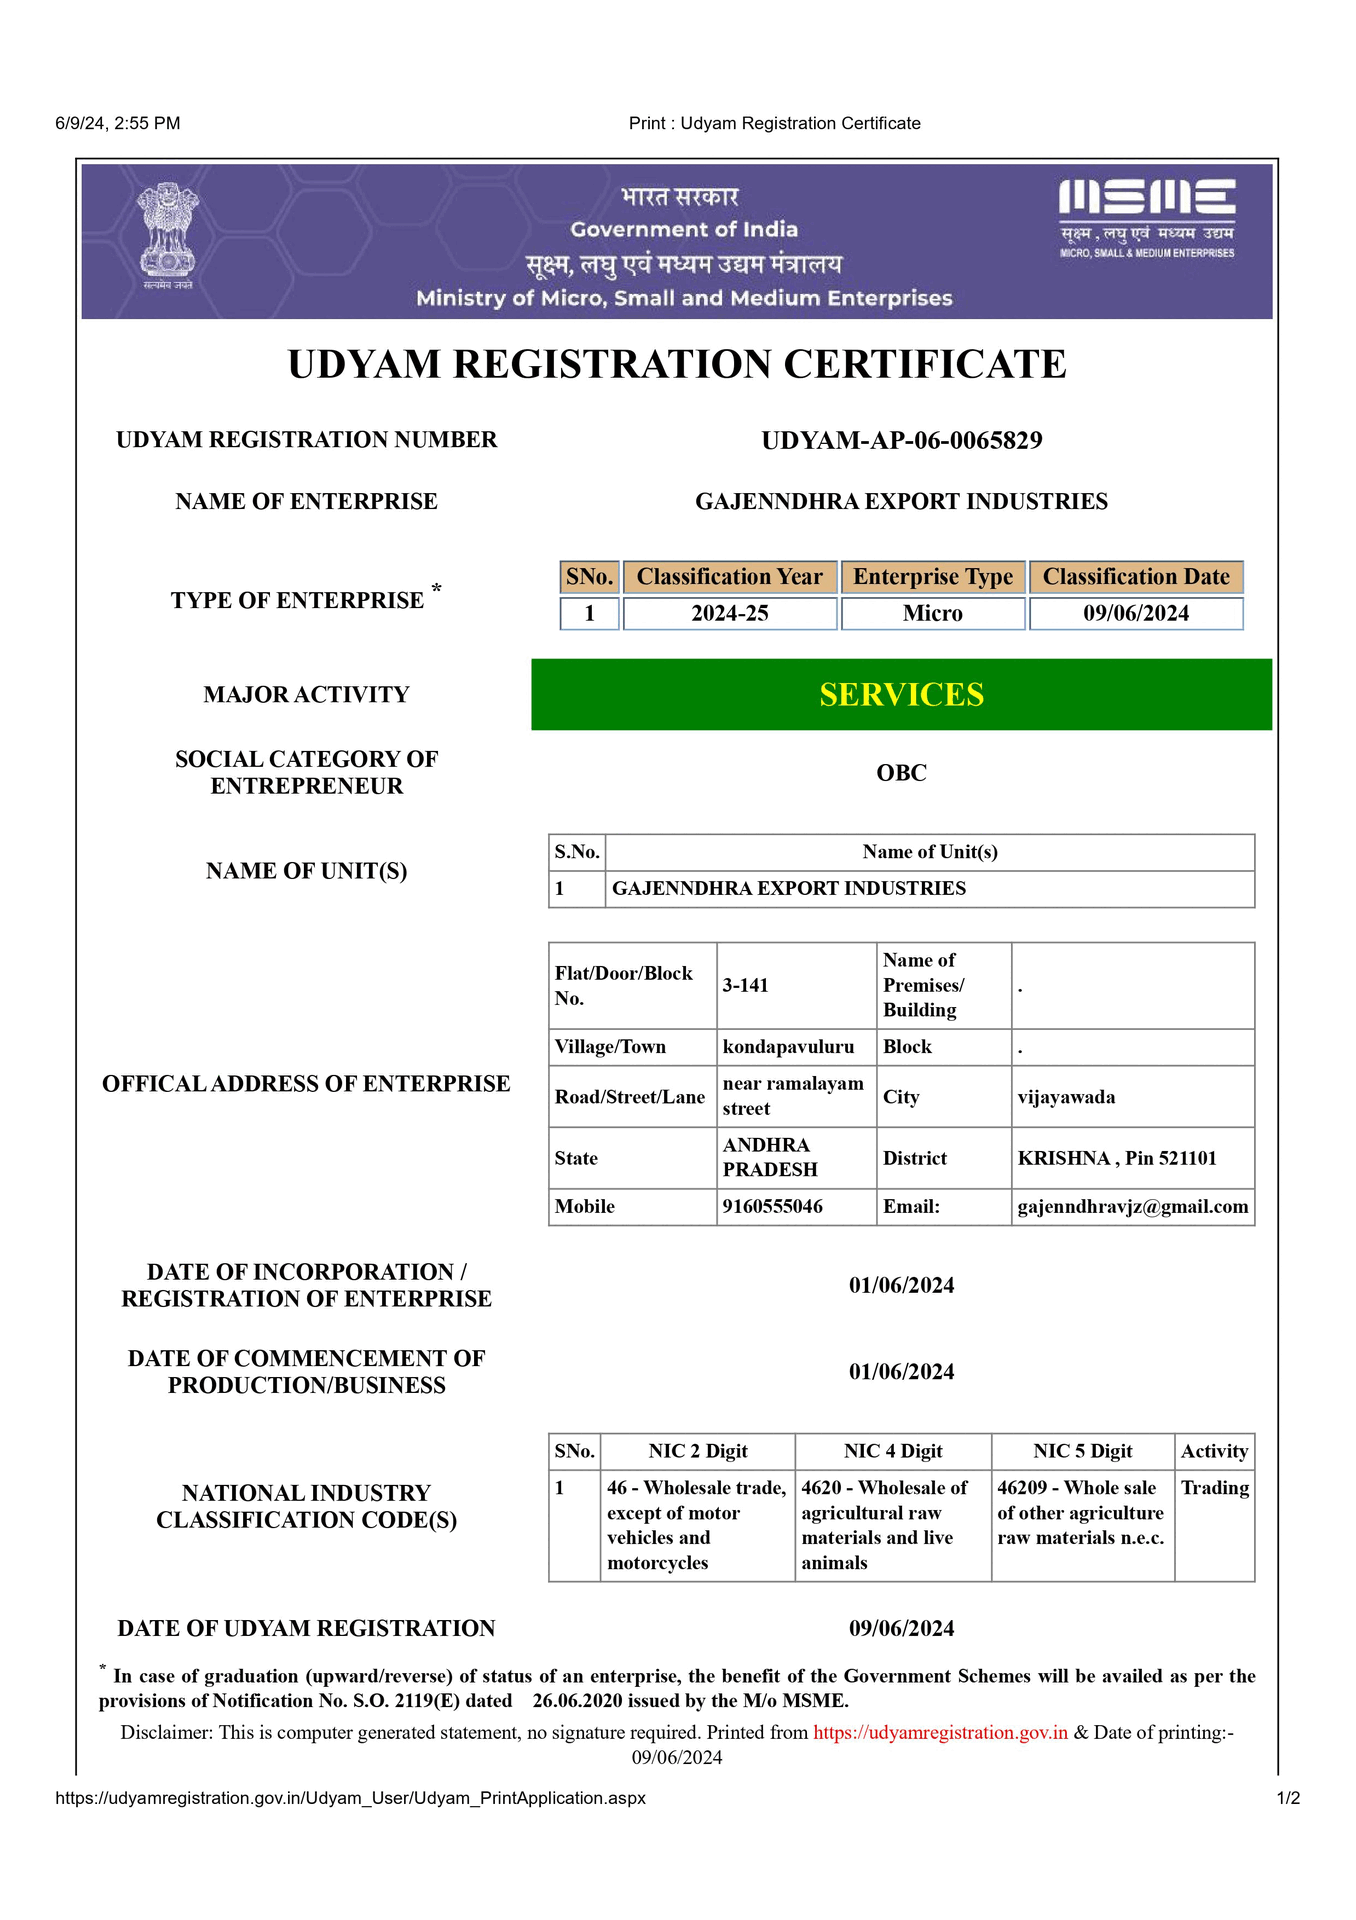 6/9/24, 2:55 PM
Print : Udyam Registration Certificate
सत्यमेव जयते
भारत सरकार
Government of India
सूक्ष्म, लघु एवं मध्यम उद्यम मंत्रालय
Ministry of Micro, Small and Medium Enterprises
MSME
सूक्ष्म , लघु एवं मध्यम उद्यम
MICRO, SMALL & MEDIUM ENTERPRISES
UDYAM REGISTRATION CERTIFICATE
UDYAM REGISTRATION NUMBER
UDYAM-AP-06-0065829
NAME OF ENTERPRISE
GAJENNDHRA EXPORT INDUSTRIES
TYPE OF ENTERPRISE *
SNo. Classification Year Enterprise Type Classification Date
1 2024-25 Micro 09/06/2024
MAJOR ACTIVITY
SERVICES
SOCIAL CATEGORY OF
ENTREPRENEUR
OBC
NAME OF UNIT(S)
S.No. Name of Unit(s)
1 GAJENNDHRA EXPORT INDUSTRIES
OFFICAL ADDRESS OF ENTERPRISE
Flat/Door/Block
No.
3-141
Name of
Premises/
Building
.
Village/Town kondapavuluru Block .
Road/Street/Lane
near ramalayam
street
City vijayawada
State
ANDHRA
PRADESH
District KRISHNA , Pin 521101
Mobile 9160555046 Email: gajenndhravjz@gmail.com
DATE OF INCORPORATION /
REGISTRATION OF ENTERPRISE
01/06/2024
DATE OF COMMENCEMENT OF
PRODUCTION/BUSINESS
01/06/2024
NATIONAL INDUSTRY
CLASSIFICATION CODE(S)
SNo. NIC 2 Digit NIC 4 Digit NIC 5 Digit Activity
1
46 - Wholesale trade,
except of motor
vehicles and
motorcycles
4620 - Wholesale of
agricultural raw
materials and live
animals
46209 - Whole sale
of other agriculture
raw materials n.e.c.
Trading
DATE OF UDYAM REGISTRATION
09/06/2024
* In case of graduation (upward/reverse) of status of an enterprise, the benefit of the Government Schemes will be availed as per the
provisions of Notification No. S.O. 2119(E) dated 26.06.2020 issued by the M/o MSME.
Disclaimer: This is computer generated statement, no signature required. Printed from https://udyamregistration.gov.in & Date of printing:-
09/06/2024
https://udyamregistration.gov.in/Udyam_User/Udyam_PrintApplication.aspx
1/2